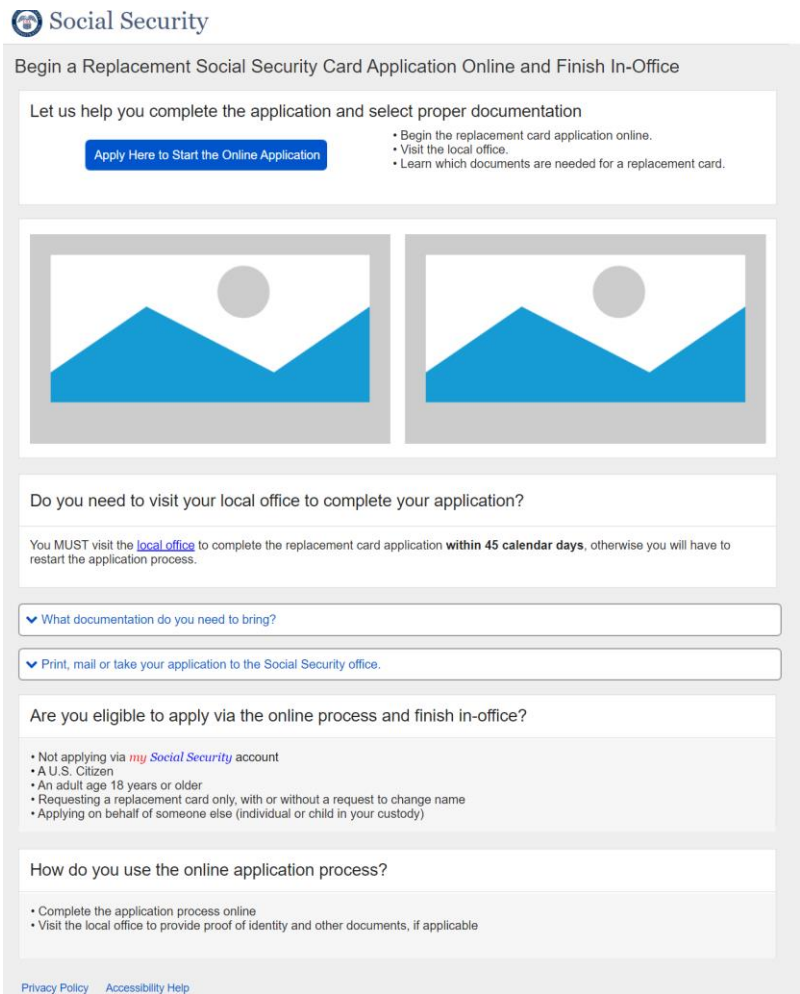 Social Security
Begin a Replacement Social Security Card Application Online and Finish In-Office
Let us help you complete the application and select proper documentation
Apply Here to Start the Online Application
• Begin the replacement card application online.
• Visit the local office.
• Learn which documents are needed for a replacement card.
Do you need to visit your local office to complete your application?
You MUST visit the local office to complete the replacement card application within 45 calendar days, otherwise you will have to
restart the application process.
What documentation do you need to bring?
Print, mail or take your application to the Social Security office.
Are you eligible to apply via the online process and finish in-office?
• Not applying via my Social Security account
• A U.S. Citizen
• An adult age 18 years or older
• Requesting a replacement card only, with or without a request to change name
• Applying on behalf of someone else (individual or child in your custody)
How do you use the online application process?
• Complete the application process online
• Visit the local office to provide proof of identity and other documents, if applicable
Privacy Policy Accessibility Help